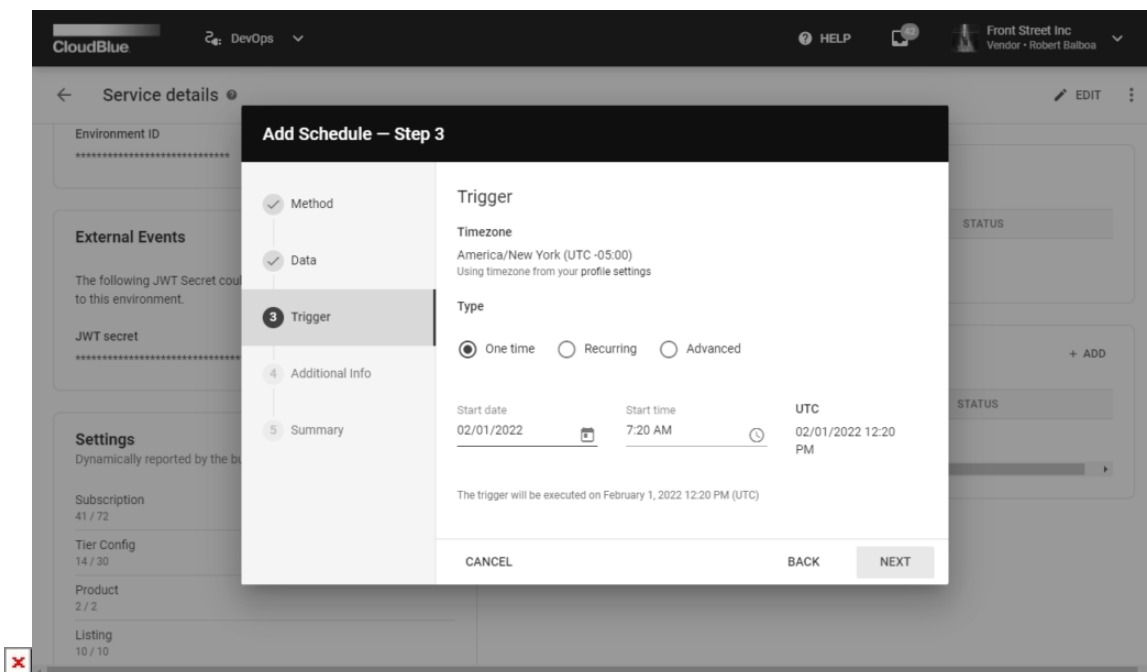 CloudBlue
DevOps
HELP
42
Front Street Inc
Vendor • Robert Balboa
Service details
EDIT
Environment ID
******************************
External Events
The following JWT Secret coul
to this environment.
JWT secret
********************************
Settings
Dynamically reported by the bu
Subscription
41 / 72
Tier Config
14 / 30
Product
2 / 2
Listing
10 / 10
STATUS
+ ADD
STATUS
Add Schedule — Step 3
Method
Data
3 Trigger
4 Additional Info
5 Summary
Trigger
Timezone
America/New York (UTC -05:00)
Using timezone from your profile settings
Type
One time Recurring Advanced
Start date Start time UTC
02/01/2022 7:20 AM 02/01/2022 12:20
PM
The trigger will be executed on February 1, 2022 12:20 PM (UTC)
CANCEL BACK NEXT